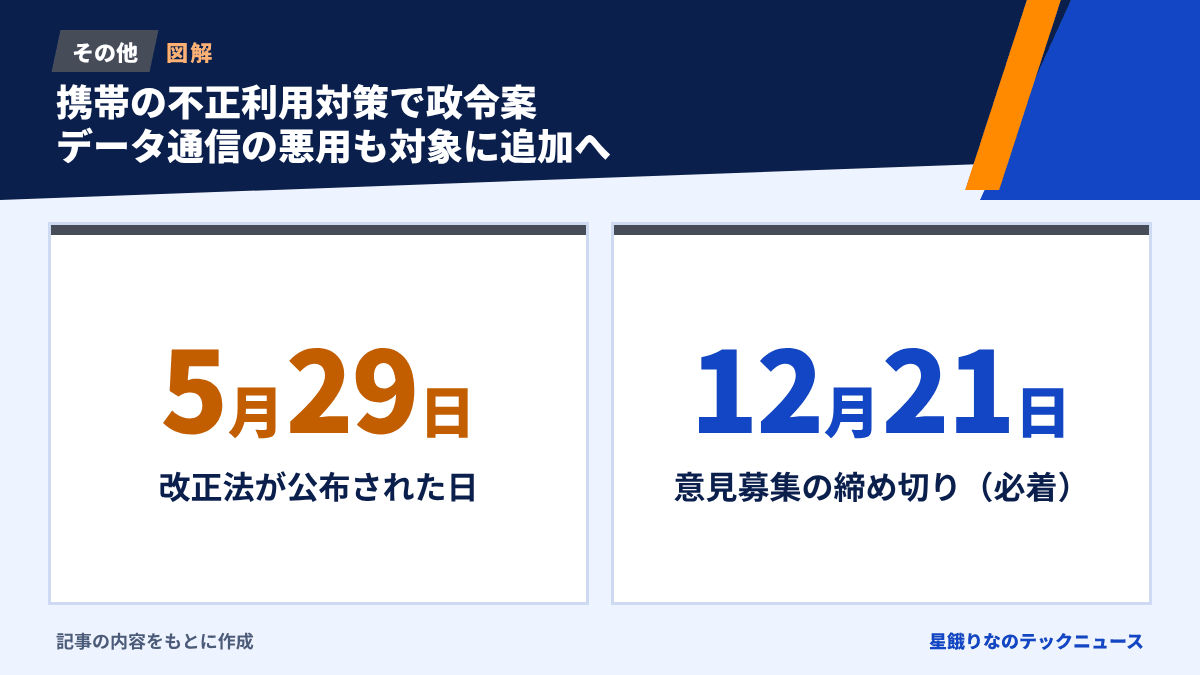 その他 図解
携帯の不正利用対策で政令案
データ通信の悪用も対象に追加へ
5月29日
改正法が公布された日
12月21日
意見募集の締め切り（必着）
記事の内容をもとに作成
星餓りなのテックニュース